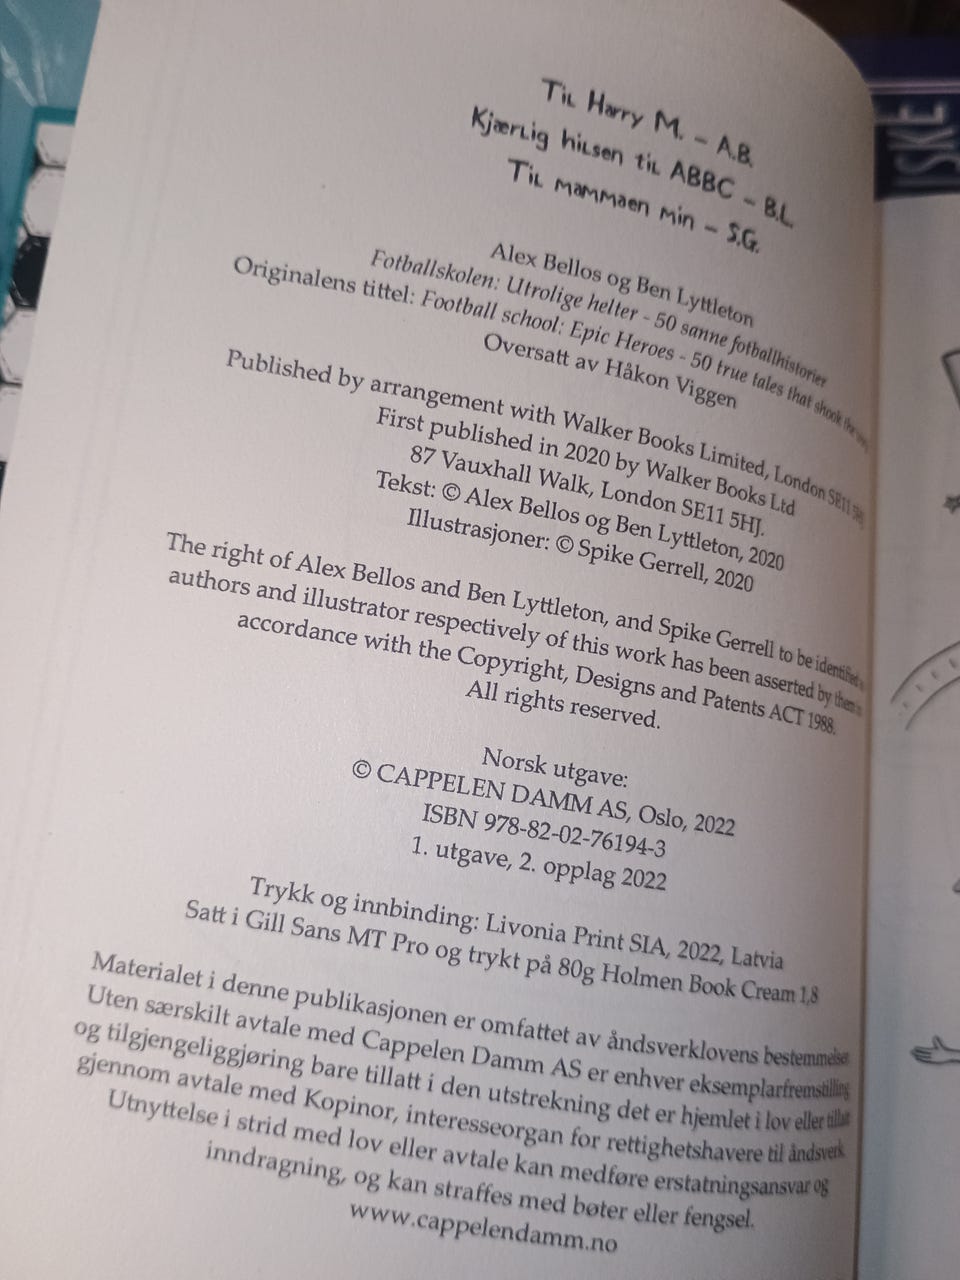 Til Harry M. – A.B.
Kjærlig hilsen til ABBC – B.L.
Til mammaen min – S.G.
Alex Bellos og Ben Lyttleton
Fotballskolen: Utrolige helter - 50 sanne fotballhistorier
Originalens tittel: Football school: Epic Heroes - 50 true tales that shook the
Oversatt av Håkon Viggen
Published by arrangement with Walker Books Limited, London SE11 5HJ
First published in 2020 by Walker Books Ltd
87 Vauxhall Walk, London SE11 5HJ.
Tekst: © Alex Bellos og Ben Lyttleton, 2020
Illustrasjoner: © Spike Gerrell, 2020
The right of Alex Bellos and Ben Lyttleton, and Spike Gerrell to be identified
authors and illustrator respectively of this work has been asserted by them
accordance with the Copyright, Designs and Patents ACT 1988.
All rights reserved.
Norsk utgave:
© CAPPELEN DAMM AS, Oslo, 2022
ISBN 978-82-02-76194-3
1. utgave, 2. opplag 2022
Trykk og innbinding: Livonia Print SIA, 2022, Latvia
Satt i Gill Sans MT Pro og trykt på 80g Holmen Book Cream 1,8
Materialet i denne publikasjonen er omfattet av åndsverklovens bestemmelser
Uten særskilt avtale med Cappelen Damm AS er enhver eksemplarfremstilling
og tilgjengeliggjøring bare tillatt i den utstrekning det er hjemlet i lov eller tillatt
gjennom avtale med Kopinor, interesseorgan for rettighetshavere til åndsverk
Utnyttelse i strid med lov eller avtale kan medføre erstatningsansvar og
inndragning, og kan straffes med bøter eller fengsel.
www.cappelendamm.no